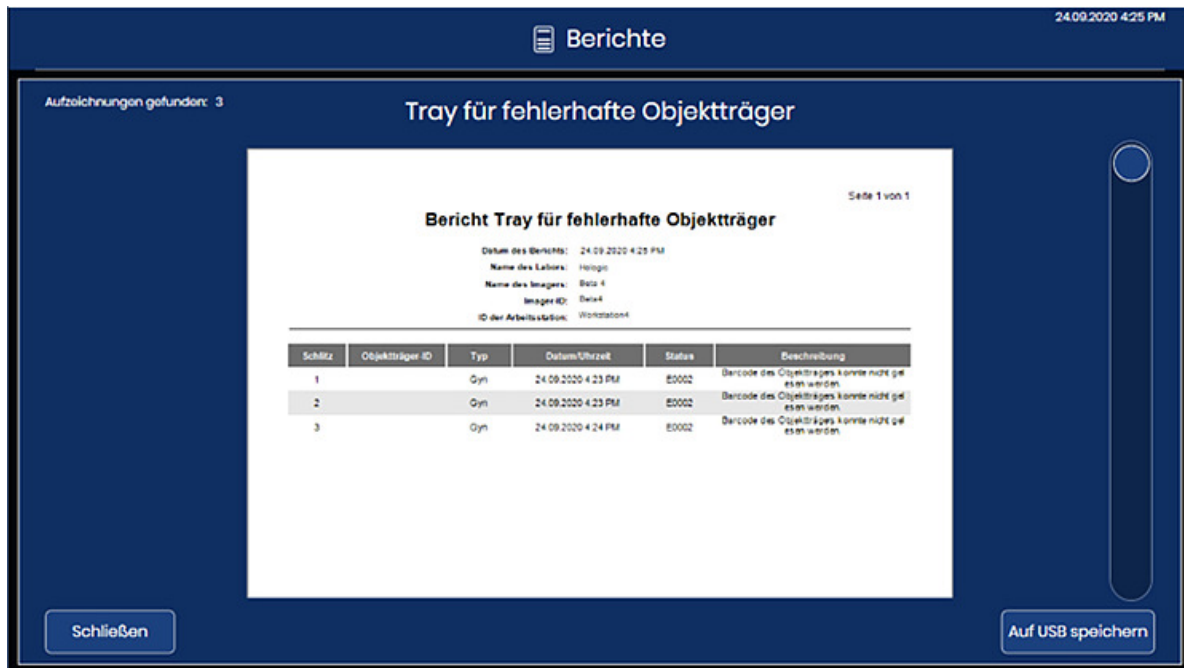 24.09.2020 4:25 PM
Berichte
Aufzeichnungen gefunden: 3
Tray für fehlerhafte Objektträger
Seite 1 von 1
Bericht Tray für fehlerhafte Objektträger
Datum des Berichts: 24.09.2020 4:25 PM
Name des Labors: Hologic
Name des Imagers: Beta 4
Imager-ID: Beta4
ID der Arbeitsstation: Workstation4
Schlitz Objektträger-ID Typ Datum/Uhrzeit Status Beschreibung
1 Gyn 24.09.2020 4:23 PM E0002 Barcode des Objektträgers konnte nicht gel
esen werden.
2 Gyn 24.09.2020 4:23 PM E0002 Barcode des Objektträgers konnte nicht gel
esen werden.
3 Gyn 24.09.2020 4:24 PM E0002 Barcode des Objektträgers konnte nicht gel
esen werden.
Schließen Auf USB speichern